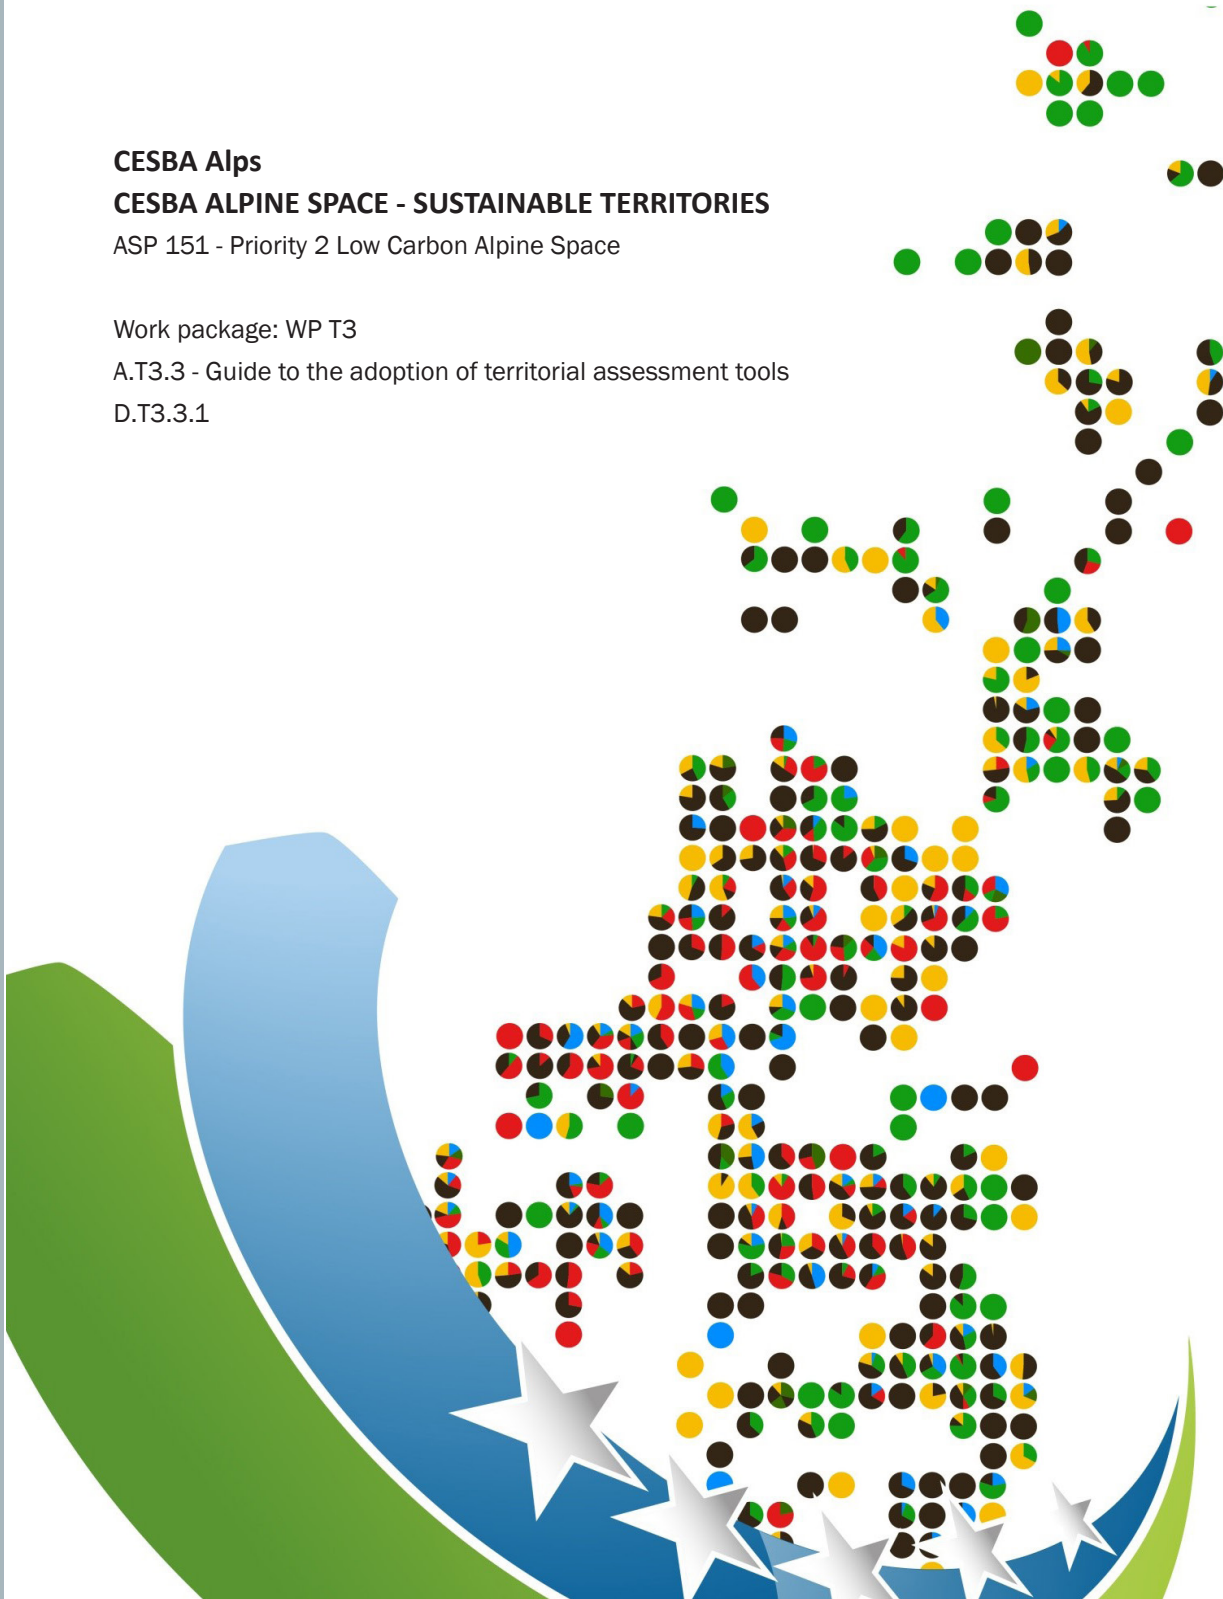 CESBA Alps
CESBA ALPINE SPACE - SUSTAINABLE TERRITORIES
ASP 151 - Priority 2 Low Carbon Alpine Space
Work package: WP T3
A.T3.3 - Guide to the adoption of territorial assessment tools
D.T3.3.1